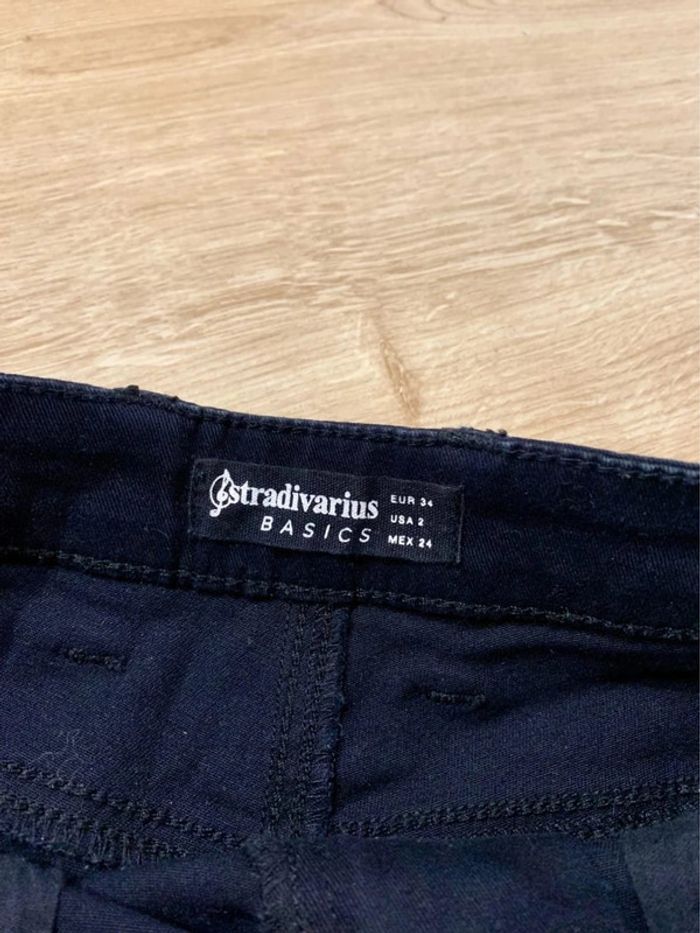 stradivarius
BASICS
EUR 34
USA 2
MEX 24